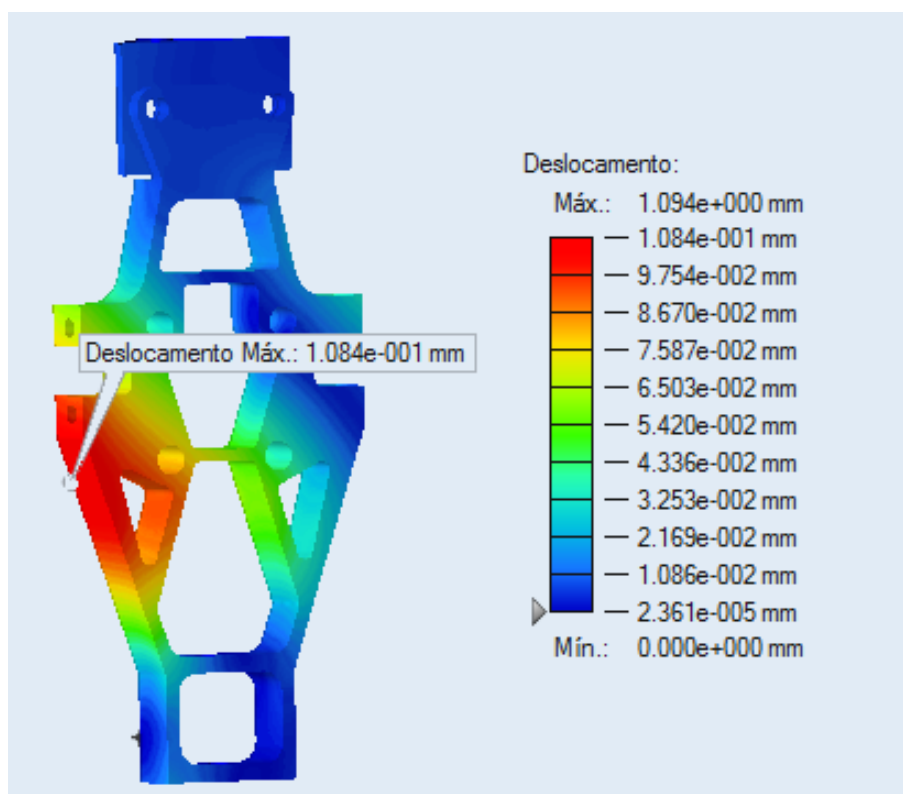 Deslocamento:
Máx.: 1.094e+000 mm
1.084e-001 mm
9.754e-002 mm
8.670e-002 mm
7.587e-002 mm
6.503e-002 mm
5.420e-002 mm
4.336e-002 mm
3.253e-002 mm
2.169e-002 mm
1.086e-002 mm
2.361e-005 mm
Mín.: 0.000e+000 mm
Deslocamento Máx.: 1.084e-001 mm